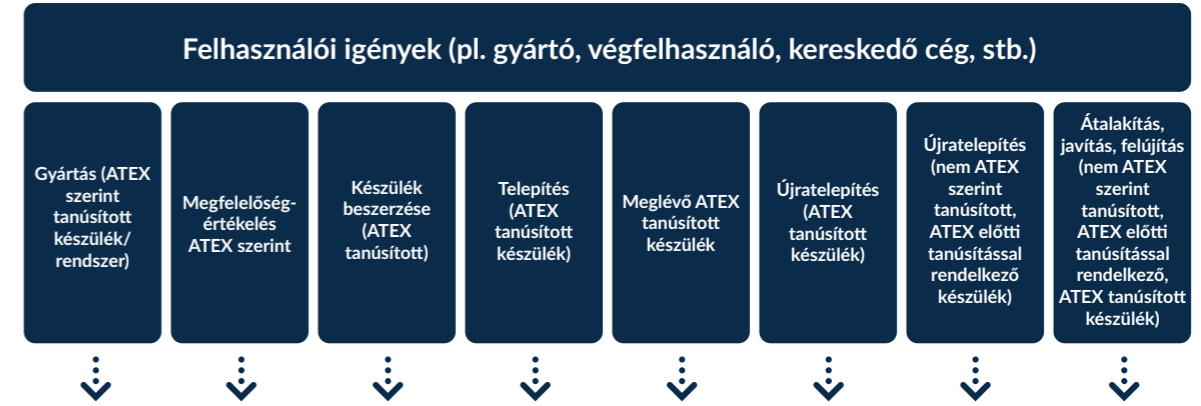 Felhasználói igények (pl. gyártó, végfelhasználó, kereskedő cég, stb.)
Gyártás (ATEX
szerint
tanúsított
készülék/
rendszer)
Megfelelőség-
értékelés
ATEX szerint
Készülék
beszerzése
(ATEX
tanúsított)
Telepítés
(ATEX
tanúsított
készülék)
Meglévő ATEX
tanúsított
készülék
Újratelepítés
(ATEX
tanúsított
készülék)
Újratelepítés
(nem ATEX
szerint
tanúsított,
ATEX előtti
tanúsítással
rendelkező
készülék)
Átalakítás,
javítás, felújítás
(nem ATEX
szerint
tanúsított,
ATEX előtti
tanúsítással
rendelkező,
ATEX tanúsított
készülék)